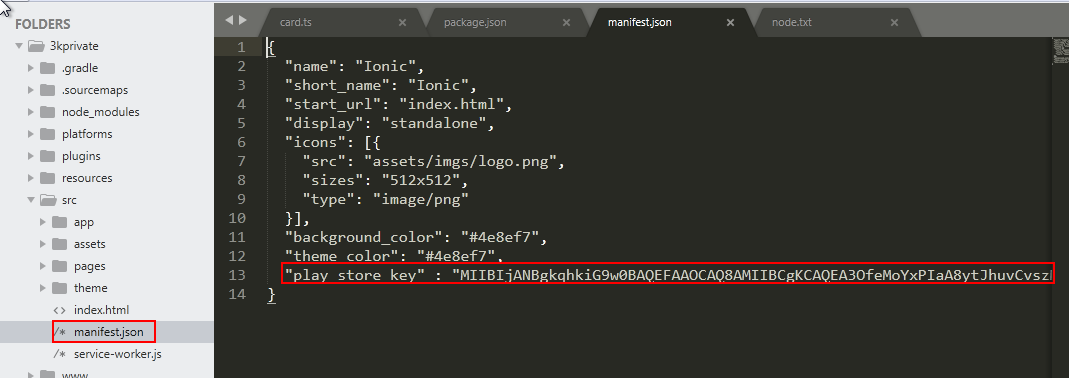 FOLDERS
3kprivate
.gradle
.sourcemaps
node_modules
platforms
plugins
resources
src
app
assets
pages
theme
<> index.html
/* manifest.json
/* service-worker.js
www
card.ts × package.json × manifest.json × node.txt ×
1 {
2 "name": "Ionic",
3 "short_name": "Ionic",
4 "start_url": "index.html",
5 "display": "standalone",
6 "icons": [{
7 "src": "assets/imgs/logo.png",
8 "sizes": "512x512",
9 "type": "image/png"
10 }],
11 "background_color": "#4e8ef7",
12 "theme_color": "#4e8ef7",
13 "play_store_key" : "MIIBIjANBgkqhkiG9w0BAQEFAAOCAQ8AMIIBCgKCAQEA3OfeMoYxPIaA8ytJhuvCvsz
14 }